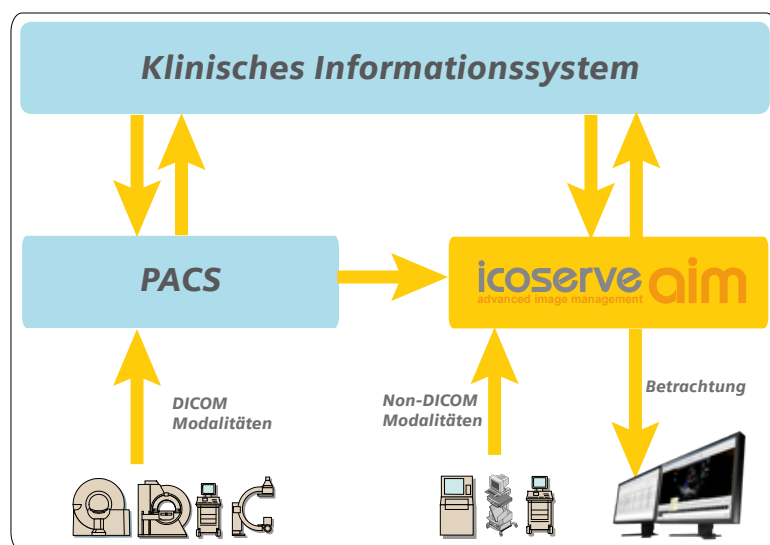 Klinisches Informationssystem
PACS
icoserve aim
advanced image management
DICOM
Modalitäten
Non-DICOM
Modalitäten
Betrachtung